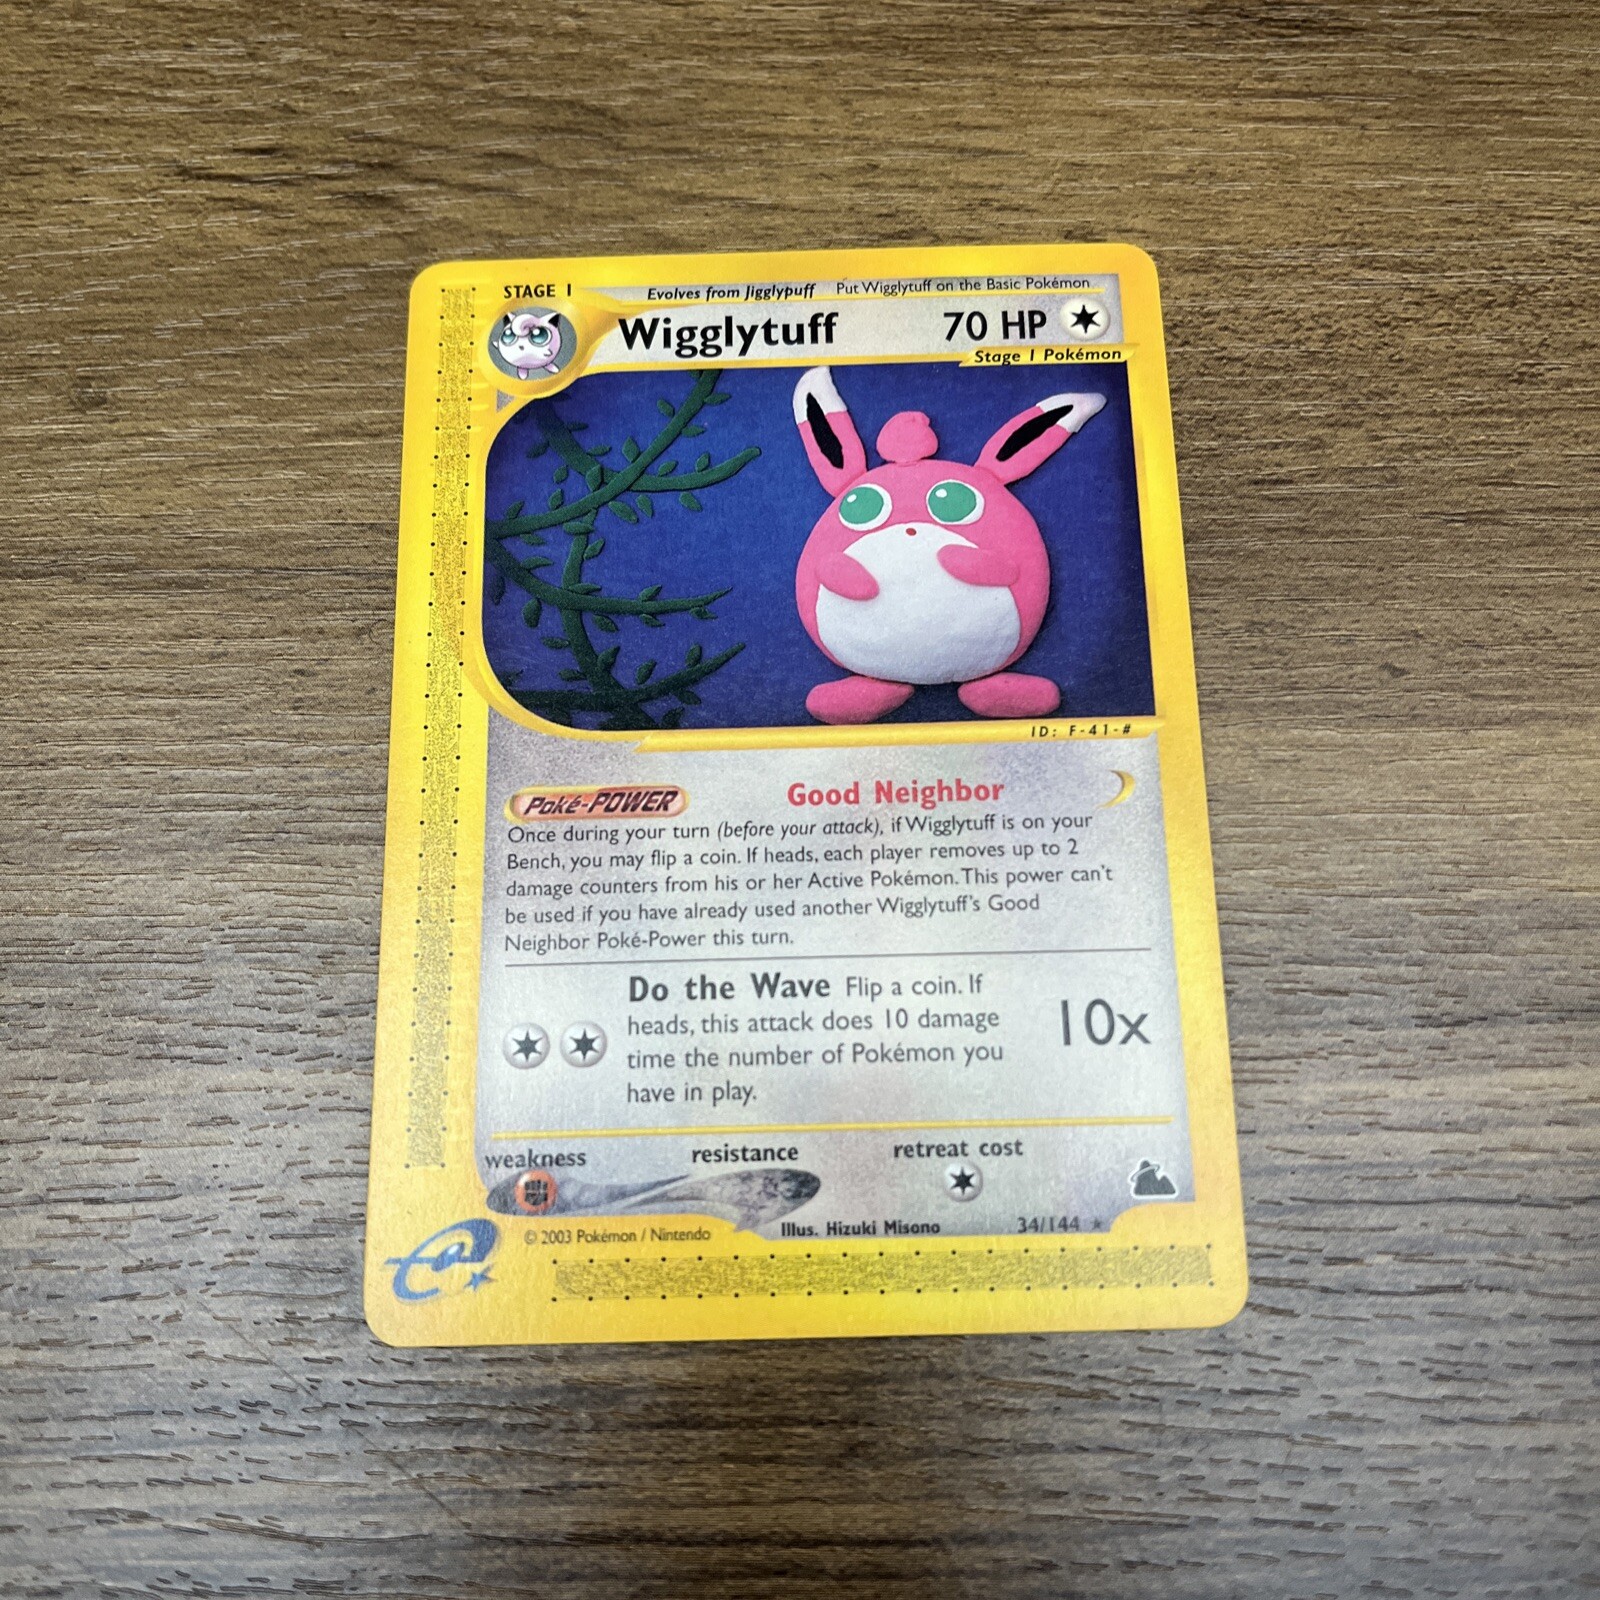 STAGE 1 Evolves from Jigglypuff Put Wigglytuff on the Basic Pokémon
Wigglytuff 70 HP
Stage 1 Pokémon
ID: F-41-#
Poké-POWER Good Neighbor
Once during your turn (before your attack), if Wigglytuff is on your
Bench, you may flip a coin. If heads, each player removes up to 2
damage counters from his or her Active Pokémon. This power can't
be used if you have already used another Wigglytuff's Good
Neighbor Poké-Power this turn.
Do the Wave Flip a coin. If
heads, this attack does 10 damage
time the number of Pokémon you
have in play.
10x
weakness resistance retreat cost
© 2003 Pokémon / Nintendo Illus. Hizuki Misono 34/144 ★
e